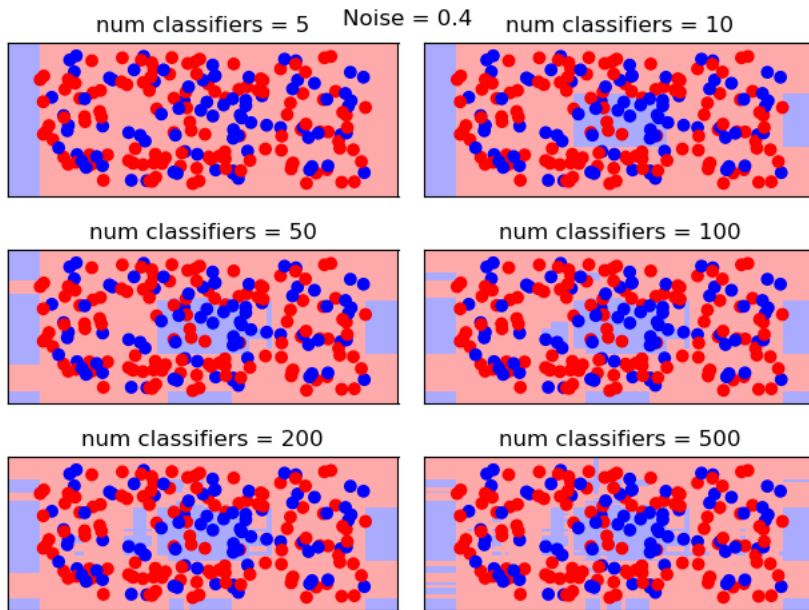 Noise = 0.4
num classifiers = 5
num classifiers = 10
num classifiers = 50
num classifiers = 100
num classifiers = 200
num classifiers = 500